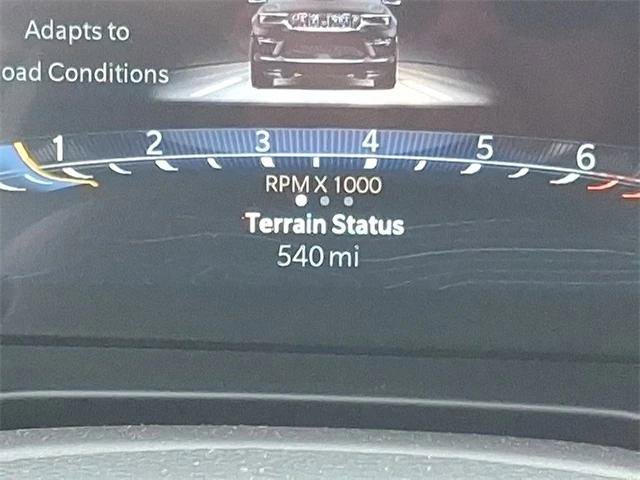 Adapts to
oad Conditions
1 2 3 4 5 6
RPM X 1000
Terrain Status
540 mi